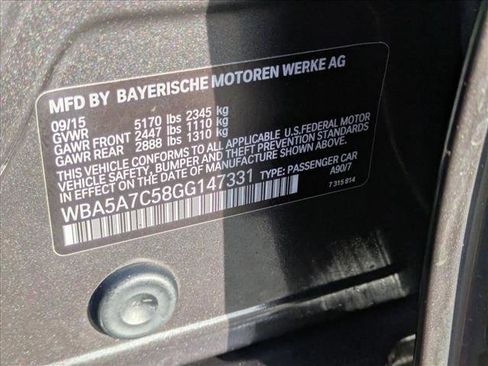 MFD BY BAYERISCHE MOTOREN WERKE AG
09/15
GVWR 5170 lbs 2345 kg
GAWR FRONT 2447 lbs 1110 kg
GAWR REAR 2888 lbs 1310 kg
THIS VEHICLE CONFORMS TO ALL APPLICABLE U.S. FEDERAL MOTOR
VEHICLE SAFETY, BUMPER AND THEFT PREVENTION STANDARDS
IN EFFECT ON THE DATE OF MANUFACTURE SHOWN ABOVE.
WBA5A7C58GG147331 TYPE: PASSENGER CAR
A90/7
7 315 814